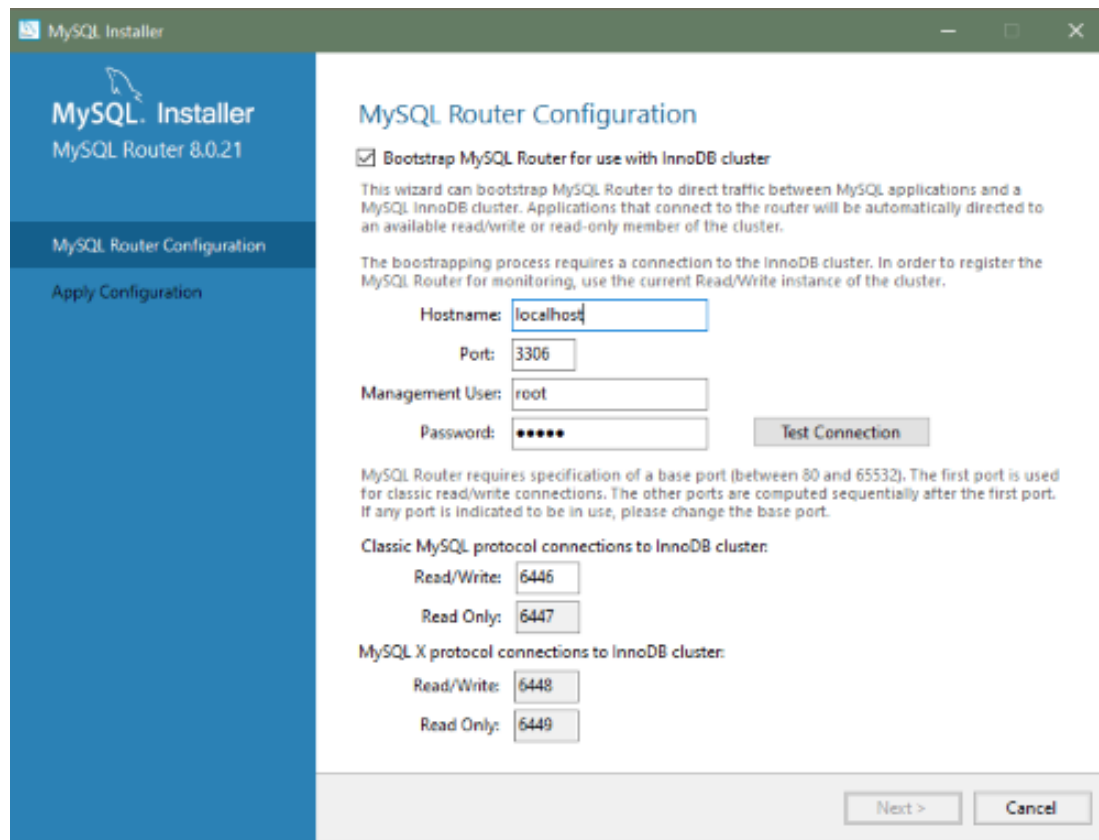 MySQL Installer
MySQL. Installer
MySQL Router 8.0.21
MySQL Router Configuration
Apply Configuration
MySQL Router Configuration
Bootstrap MySQL Router for use with InnoDB cluster
This wizard can bootstrap MySQL Router to direct traffic between MySQL applications and a
MySQL InnoDB cluster. Applications that connect to the router will be automatically directed to
an available read/write or read-only member of the cluster.
The boostrapping process requires a connection to the InnoDB cluster. In order to register the
MySQL Router for monitoring, use the current Read/Write instance of the cluster.
Hostname: localhost
Port: 3306
Management User: root
Password: •••••
Test Connection
MySQL Router requires specification of a base port (between 80 and 65532). The first port is used
for classic read/write connections. The other ports are computed sequentially after the first port.
If any port is indicated to be in use, please change the base port.
Classic MySQL protocol connections to InnoDB cluster:
Read/Write: 6446
Read Only: 6447
MySQL X protocol connections to InnoDB cluster:
Read/Write: 6448
Read Only: 6449
Next >
Cancel